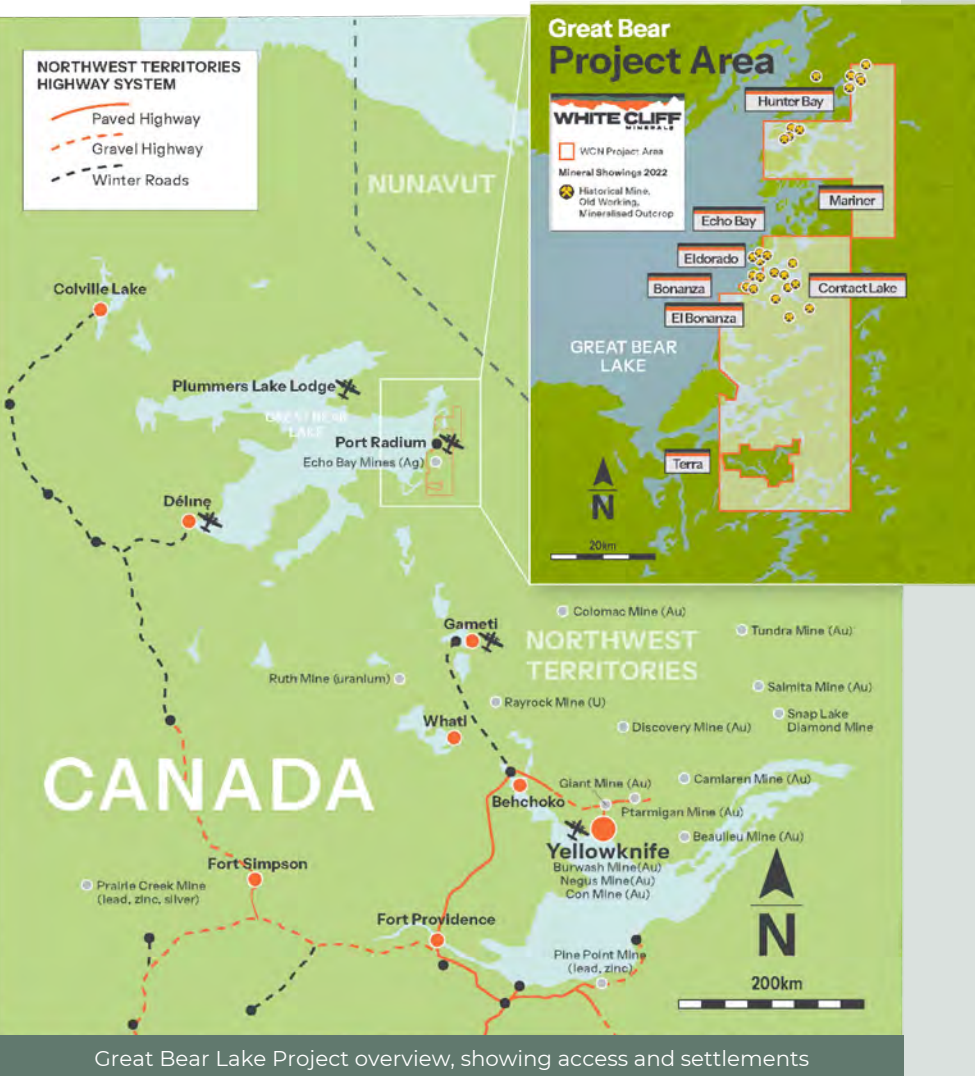 NORTHWEST TERRITORIES
HIGHWAY SYSTEM
Paved Highway
Gravel Highway
Winter Roads
NUNAVUT
Colville Lake
Plummers Lake Lodge
GREAT BEAR
LAKE
Port Radium
Echo Bay Mines (Ag)
Délįnę
Gameti
Colomac Mine (Au)
Tundra Mine (Au)
NORTHWEST
TERRITORIES
Ruth Mine (uranium)
Rayrock Mine (U)
Salmita Mine (Au)
Snap Lake
Diamond Mine
Whatì
Discovery Mine (Au)
CANADA
Giant Mine (Au)
Camlaren Mine (Au)
Behchoko
Ptarmigan Mine (Au)
Beaulieu Mine (Au)
Yellowknife
Burwash Mine(Au)
Negus Mine(Au)
Con Mine (Au)
Fort Simpson
Prairie Creek Mine
(lead, zinc, silver)
Fort Providence
Pine Point Mine
(lead, zinc)
N
200km
Great Bear
Project Area
WHITE CLIFF
MINERALS
WCN Project Area
Mineral Showings 2022
Historical Mine,
Old Working,
Mineralised Outcrop
Hunter Bay
Mariner
Echo Bay
Eldorado
Bonanza
Contact Lake
El Bonanza
GREAT BEAR
LAKE
Terra
N
20km
Great Bear Lake Project overview, showing access and settlements